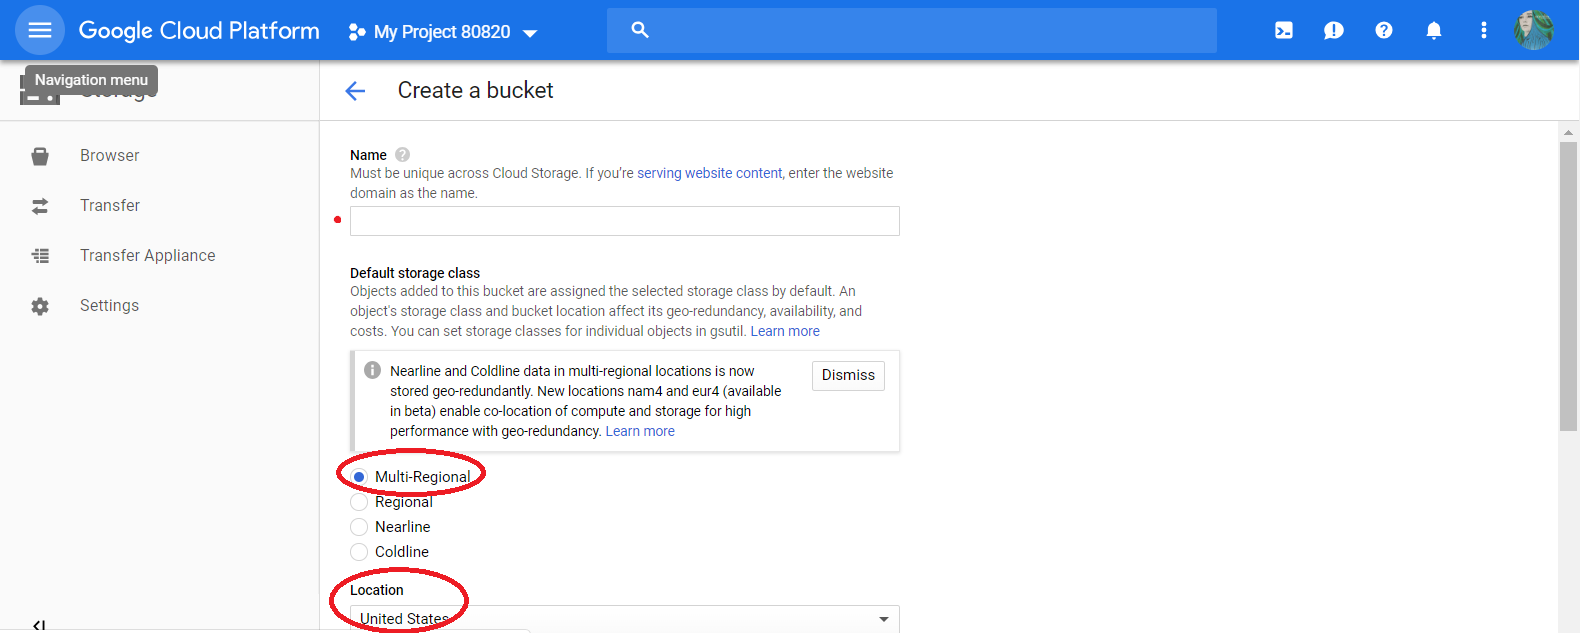 Google Cloud Platform
My Project 80820
Navigation menu
Storage
Create a bucket
Browser
Transfer
Transfer Appliance
Settings
Name
Must be unique across Cloud Storage. If you're serving website content, enter the website
domain as the name.
Default storage class
Objects added to this bucket are assigned the selected storage class by default. An
object's storage class and bucket location affect its geo-redundancy, availability, and
costs. You can set storage classes for individual objects in gsutil. Learn more
Nearline and Coldline data in multi-regional locations is now
stored geo-redundantly. New locations nam4 and eur4 (available
in beta) enable co-location of compute and storage for high
performance with geo-redundancy. Learn more
Dismiss
Multi-Regional
Regional
Nearline
Coldline
Location
United States